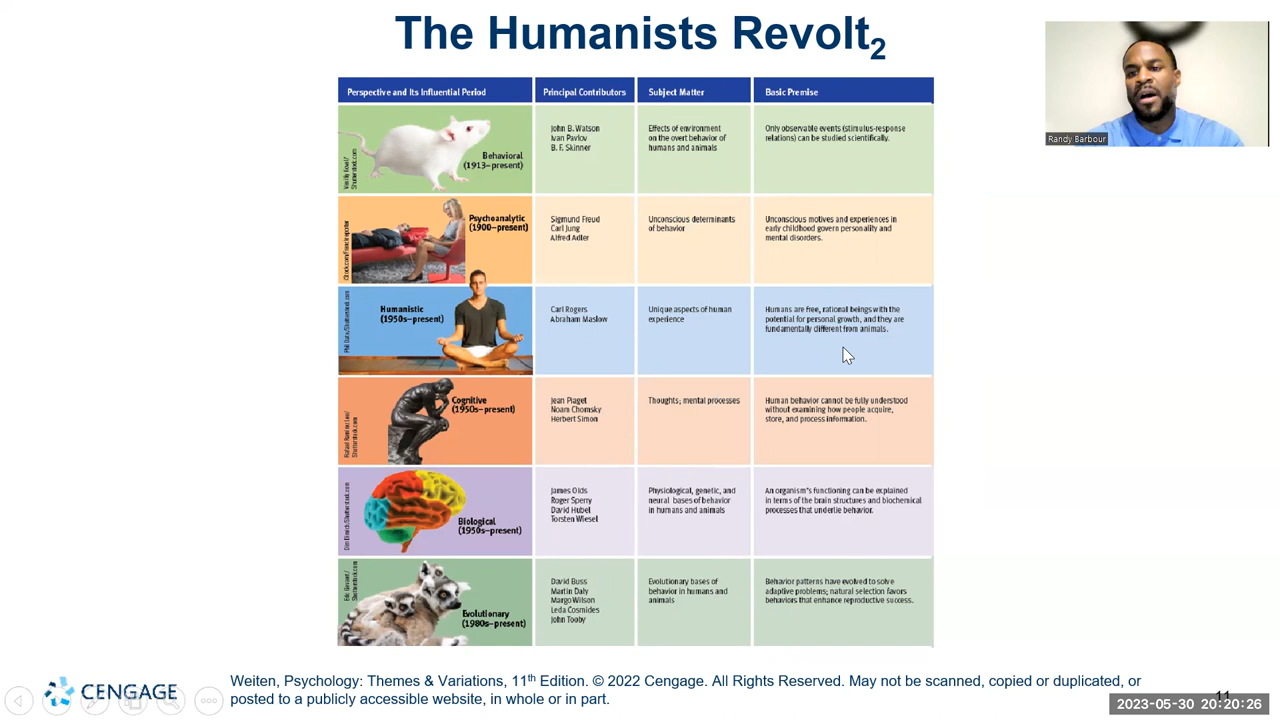 The Humanists Revolt2
Perspective and Its Influential Period
Principal Contributors
Subject Matter
Basic Premise
Behavioral
(1913–present)
John B. Watson
Ivan Pavlov
B. F. Skinner
Effects of environment
on the overt behavior of
humans and animals
Only observable events (stimulus-response
relations) can be studied scientifically.
Shutterstock.com
Psychoanalytic
(1900–present)
Sigmund Freud
Carl Jung
Alfred Adler
Unconscious determinants
of behavior
Unconscious motives and experiences in
early childhood govern personality and
mental disorders.
Humanistic
(1950s–present)
Carl Rogers
Abraham Maslow
Unique aspects of human
experience
Humans are free, rational beings with the
potential for personal growth, and they are
fundamentally different from animals.
Cognitive
(1950s–present)
Jean Piaget
Noam Chomsky
Herbert Simon
Thoughts; mental processes
Human behavior cannot be fully understood
without examining how people acquire,
store, and process information.
Shutterstock.com
Biological
(1950s–present)
James Olds
Roger Sperry
David Hubel
Torsten Wiesel
Physiological, genetic, and
neural bases of behavior
in humans and animals
An organism's functioning can be explained
in terms of the brain structures and biochemical
processes that underlie behavior.
Evolutionary
(1980s–present)
David Buss
Martin Daly
Margo Wilson
Leda Cosmides
John Tooby
Evolutionary bases of
behavior in humans and
animals
Behavior patterns have evolved to solve
adaptive problems; natural selection favors
behaviors that enhance reproductive success.
Shutterstock.com
Randy Barbour
CENGAGE
Weiten, Psychology: Themes & Variations, 11th Edition. © 2022 Cengage. All Rights Reserved. May not be scanned, copied or duplicated, or
posted to a publicly accessible website, in whole or in part.
11
2023-05-30 20:20:26